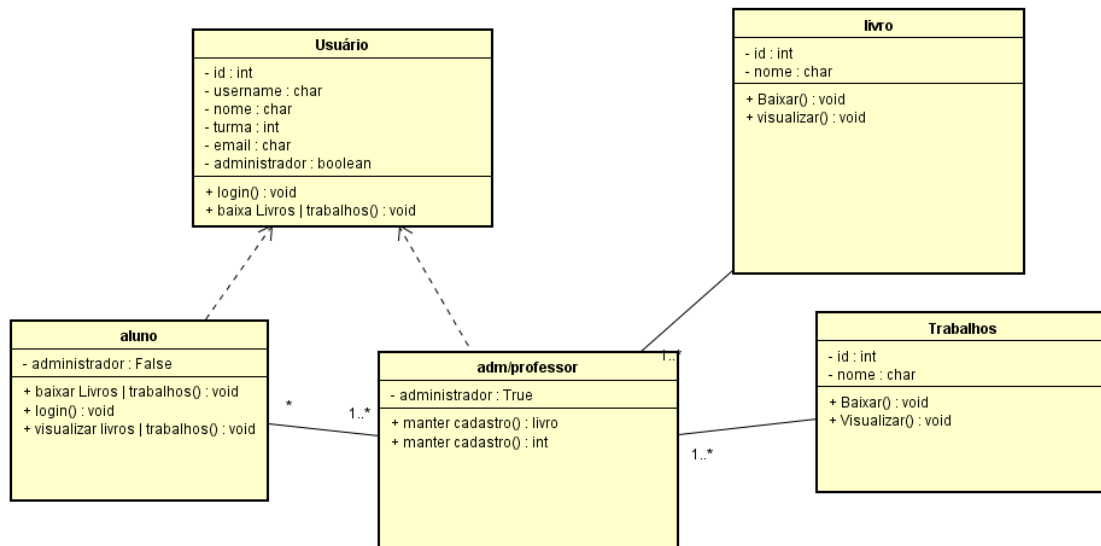 Usuário
- id : int
- username : char
- nome : char
- turma : int
- email : char
- administrador : boolean
+ login() : void
+ baixa Livros | trabalhos() : void
livro
- id : int
- nome : char
+ Baixar() : void
+ visualizar() : void
aluno
- administrador : False
+ baixar Livros | trabalhos() : void
+ login() : void
+ visualizar livros | trabalhos() : void
*
1..*
adm/professor
- administrador : True
+ manter cadastro() : livro
+ manter cadastro() : int
1..*
1..*
Trabalhos
- id : int
- nome : char
+ Baixar() : void
+ Visualizar() : void